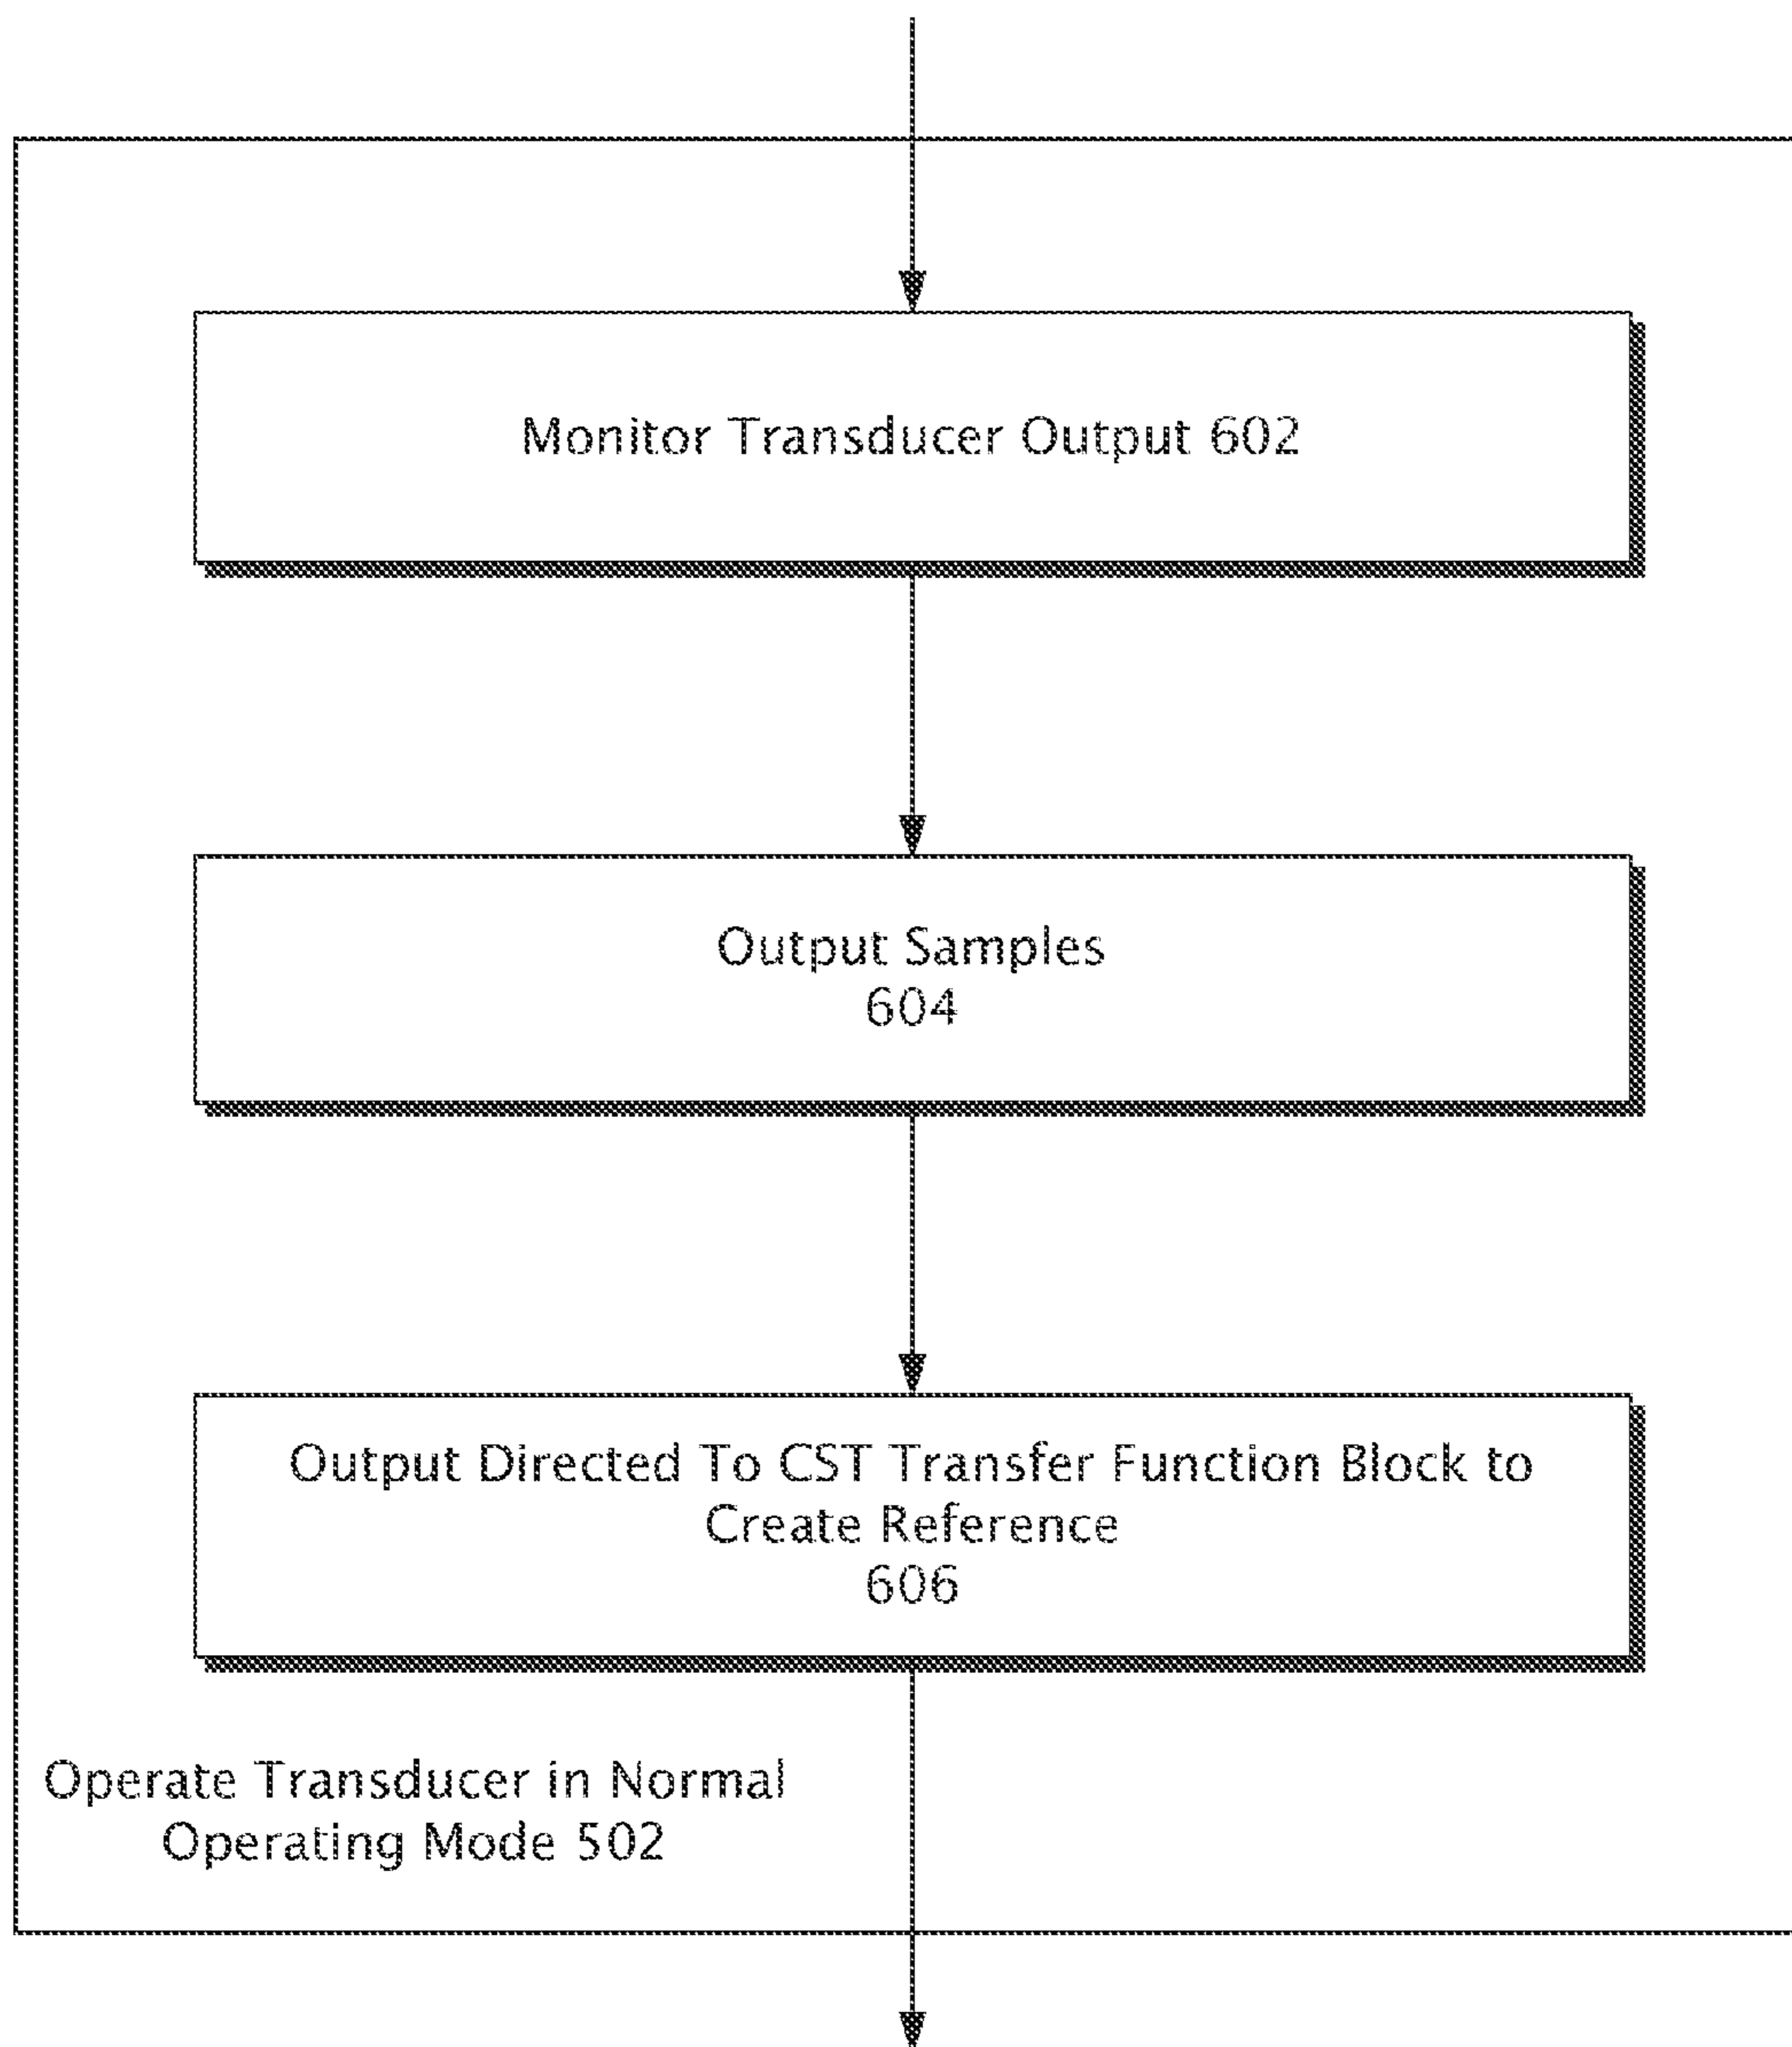 Monitor Transducer Output 602
Output Samples
604
Output Directed To CST Transfer Function Block to
Create Reference
606
Operate Transducer in Normal
Operating Mode 502